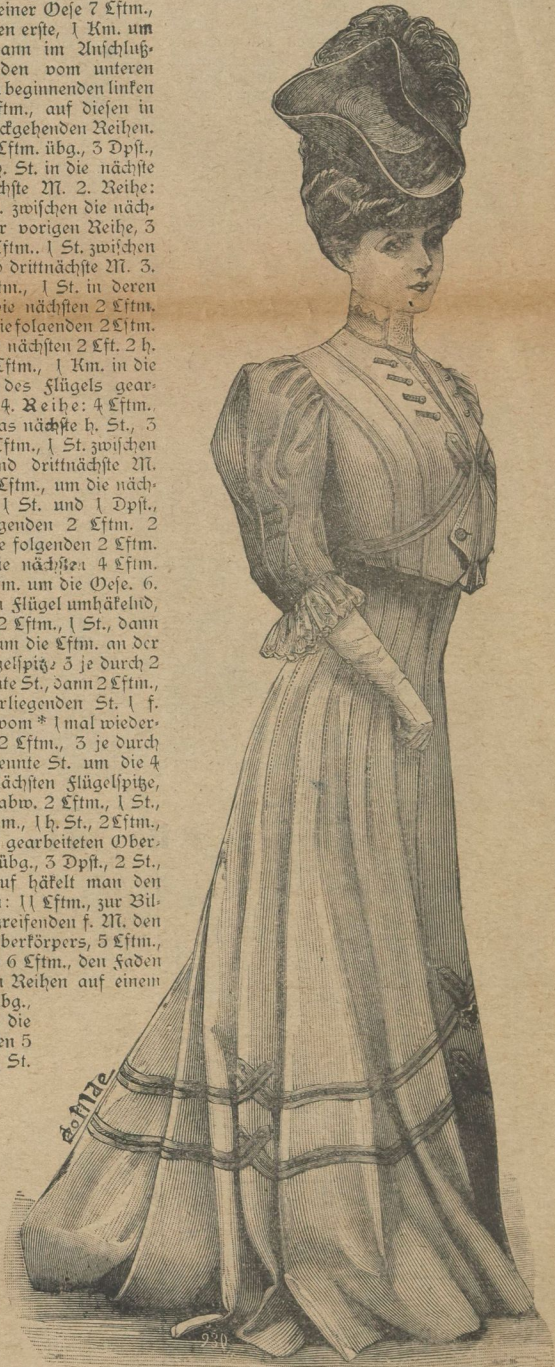 einer Oese 7 Lftm.,
en erste, 1 Km. um
ann im Anschluß-
den vom unteren
beginnenden linken
ftm., auf diesen in
ckgehenden Reihen.
Lftm. übg., 3 Dpst.,
. St. in die nächste
hste M. 2. Reihe:
. zwischen die näch-
r vorigen Reihe, 3
ftm.. 1 St. zwischen
drittnächste M. 3.
tm., 1 St. in deren
ie nächsten 2 Lftm.
ie folgenden 2 Lftm.
nächsten 2 Lft. 2 h.
ftm., 1 Km. in die
des Flügels gear-
4. Reihe: 4 Lftm.
as nächste h. St., 3
ftm., 1 St. zwischen
nd drittnächste M.
Lftm., um die näch-
1 St. und 1 Dpst.,
genden 2 Lftm. 2
e folgenden 2 Lftm.
ie nächsten 4 Lftm.
m. um die Oese. 6.
Flügel umhäkelnd,
2 Lftm., 1 St., dann
um die Lftm. an der
gelspitze 3 je durch 2
nte St., dann 2 Lftm.,
rliegenden St. 1 f.
vom * 1 mal wieder-
2 Lftm., 3 je durch
ennte St. um die 4
ächsten Flügelspitze,
abw. 2 Lftm., 1 St.,
m., 1 h. St., 2 Lftm.,
gearbeiteten Ober-
übg., 3 Dpst., 2 St.,
uf häkelt man den
: 11 Lftm., zur Bil-
greifenden f. M. den
berkörpers, 5 Lftm.,
6 Lftm., den Faden
n Reihen auf einem
bg.,
die
en 5
St.
230